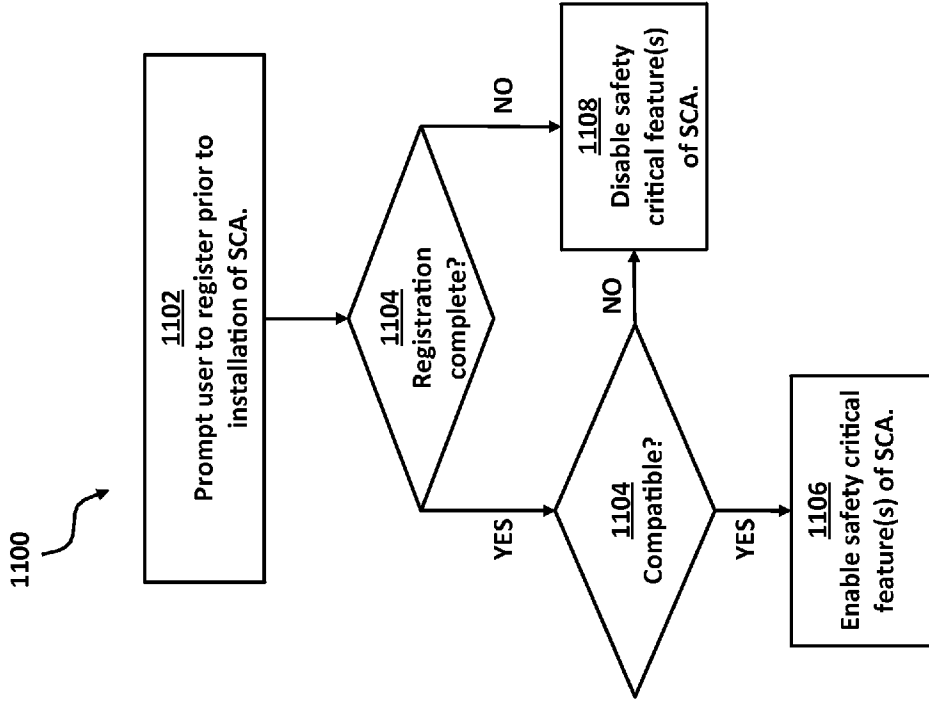 1100
1102
Prompt user to register prior to
installation of SCA.
1104
Registration
complete?
YES
NO
1104
Compatible?
NO
1108
Disable safety
critical feature(s)
of SCA.
YES
1106
Enable safety critical
feature(s) of SCA.